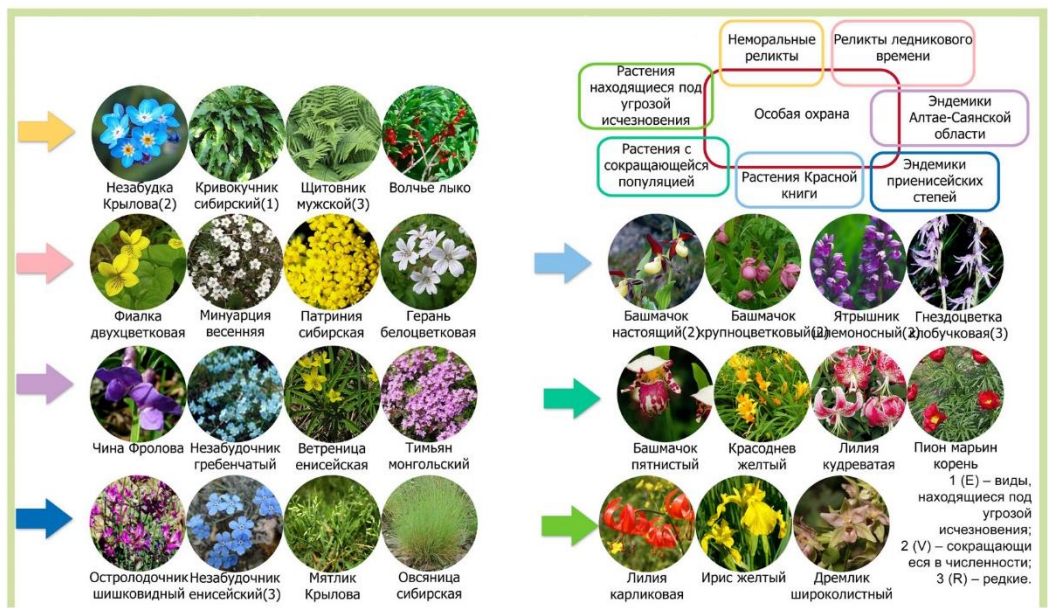 Неморальные
реликты
Реликты ледникового
времени
Растения
находящиеся под
угрозой
исчезновения
Особая охрана
Эндемики
Алтае-Саянской
области
Растения с
сокращающейся
популяцией
Растения Красной
книги
Эндемики
приенисейских
степей
Незабудка
Крылова(2)
Кривокучник
сибирский(1)
Щитовник
мужской(3)
Волчье лыко
Фиалка
двухцветковая
Минуарция
весенняя
Патриния
сибирская
Герань
белоцветковая
Чина Фролова
Незабудочник
гребенчатый
Ветреница
енисейская
Тимьян
монгольский
Остролодочник
шишковидный
Незабудочник
енисейский(3)
Мятлик
Крылова
Овсяница
сибирская
Башмачок
настоящий(2)
Башмачок
крупноцветковый(2)
Ятрышник
шлемоносный(2)
Гнездоцветка
клобучковая(3)
Башмачок
пятнистый
Красоднев
желтый
Лилия
кудреватая
Пион марьин
корень
Лилия
карликовая
Ирис желтый
Дремлик
широколистный
1 (E) – виды,
находящиеся под
угрозой
исчезновения;
2 (V) – сокращающи
еся в численности;
3 (R) – редкие.